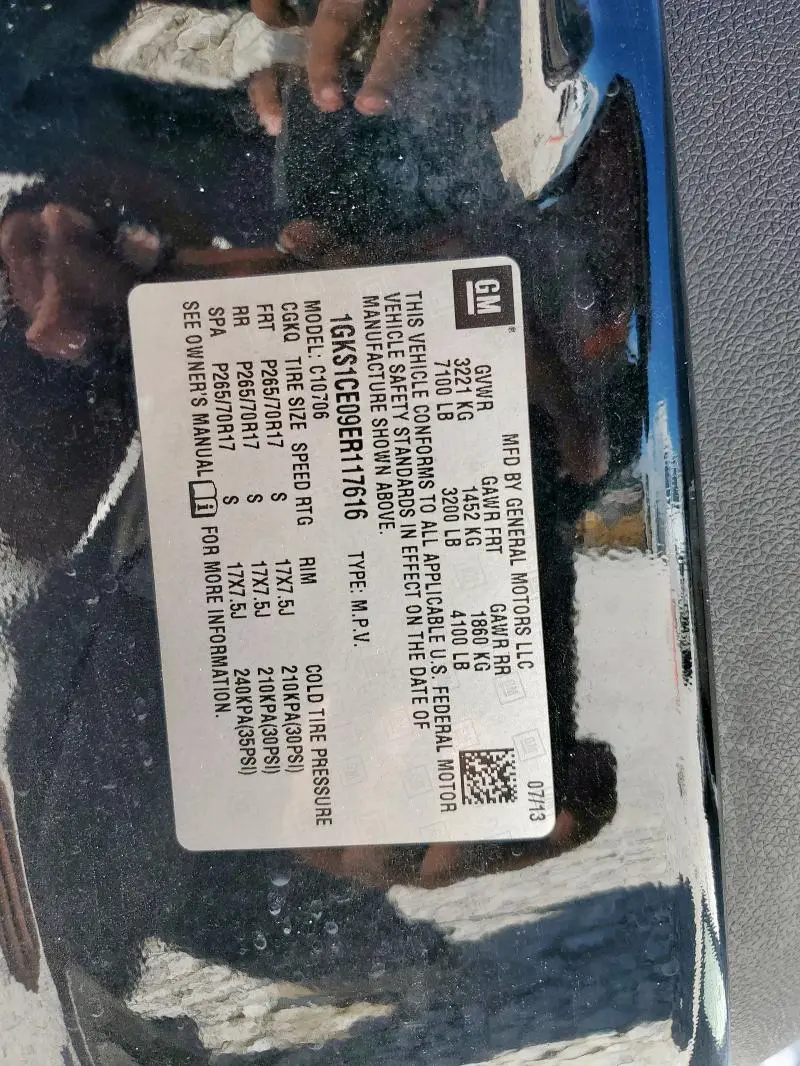 GM®
MFD BY GENERAL MOTORS LLC 07/13
GVWR GAWR FRT GAWR RR
3221 KG 1452 KG 1860 KG
7100 LB 3200 LB 4100 LB
THIS VEHICLE CONFORMS TO ALL APPLICABLE U.S. FEDERAL MOTOR
VEHICLE SAFETY STANDARDS IN EFFECT ON THE DATE OF
MANUFACTURE SHOWN ABOVE.
1GKS1CE09ER117616 TYPE: M.P.V.
MODEL: C10706
CGKQ TIRE SIZE SPEED RTG RIM COLD TIRE PRESSURE
FRT P265/70R17 S 17X7.5J 210KPA(30PSI)
RR P265/70R17 S 17X7.5J 210KPA(30PSI)
SPA P265/70R17 S 17X7.5J 240KPA(35PSI)
SEE OWNER'S MANUAL FOR MORE INFORMATION.